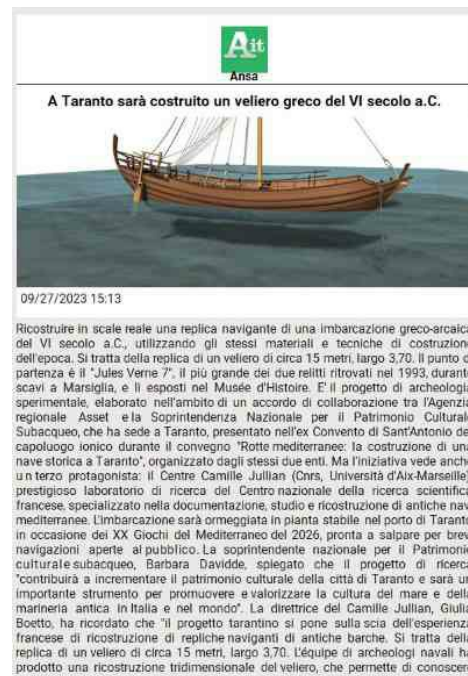 Ait
Ansa
A Taranto sarà costruito un veliero greco del VI secolo a.C.
09/27/2023 15:13
Ricostruire in scale reale una replica navigante di una imbarcazione greco-arcaica
del VI secolo a.C., utilizzando gli stessi materiali e tecniche di costruzione
dell'epoca. Si tratta della replica di un veliero di circa 15 metri, largo 3,70. Il punto d
partenza è il "Jules Verne 7", il più grande dei due relitti ritrovati nel 1993, durante
scavi a Marsiglia, e lì esposti nel Musée d'Histoire. E' il progetto di archeologia
sperimentale, elaborato nell'ambito di un accordo di collaborazione tra l'Agenzia
regionale Asset e la Soprintendenza Nazionale per il Patrimonio Culturale
Subacqueo, che ha sede a Taranto, presentato nell'ex Convento di Sant'Antonio del
capoluogo ionico durante il convegno "Rotte mediterranee: la costruzione di una
nave storica a Taranto", organizzato dagli stessi due enti. Ma l'iniziativa vede anche
un terzo protagonista: il Centre Camille Jullian (Cnrs, Università d'Aix-Marseille)
prestigioso laboratorio di ricerca del Centro nazionale della ricerca scientifica
francese, specializzato nella documentazione, studio e ricostruzione di antiche navi
mediterranee. L'imbarcazione sarà ormeggiata in pianta stabile nel porto di Taranto
in occasione dei XX Giochi del Mediterraneo del 2026, pronta a salpare per brevi
navigazioni aperte al pubblico. La soprintendente nazionale per il Patrimonio
culturale subacqueo, Barbara Davidde, spiegato che il progetto di ricerca
"contribuirà a incrementare il patrimonio culturale della città di Taranto e sarà un
importante strumento per promuovere e valorizzare la cultura del mare e della
marineria antica in Italia e nel mondo". La direttrice del Camille Jullian, Giulia
Boetto, ha ricordato che "il progetto tarantino si pone sulla scia dell'esperienza
francese di ricostruzione di repliche naviganti di antiche barche. Si tratta della
replica di un veliero di circa 15 metri, largo 3,70. L'équipe di archeologi navali ha
prodotto una ricostruzione tridimensionale del veliero, che permette di conoscere